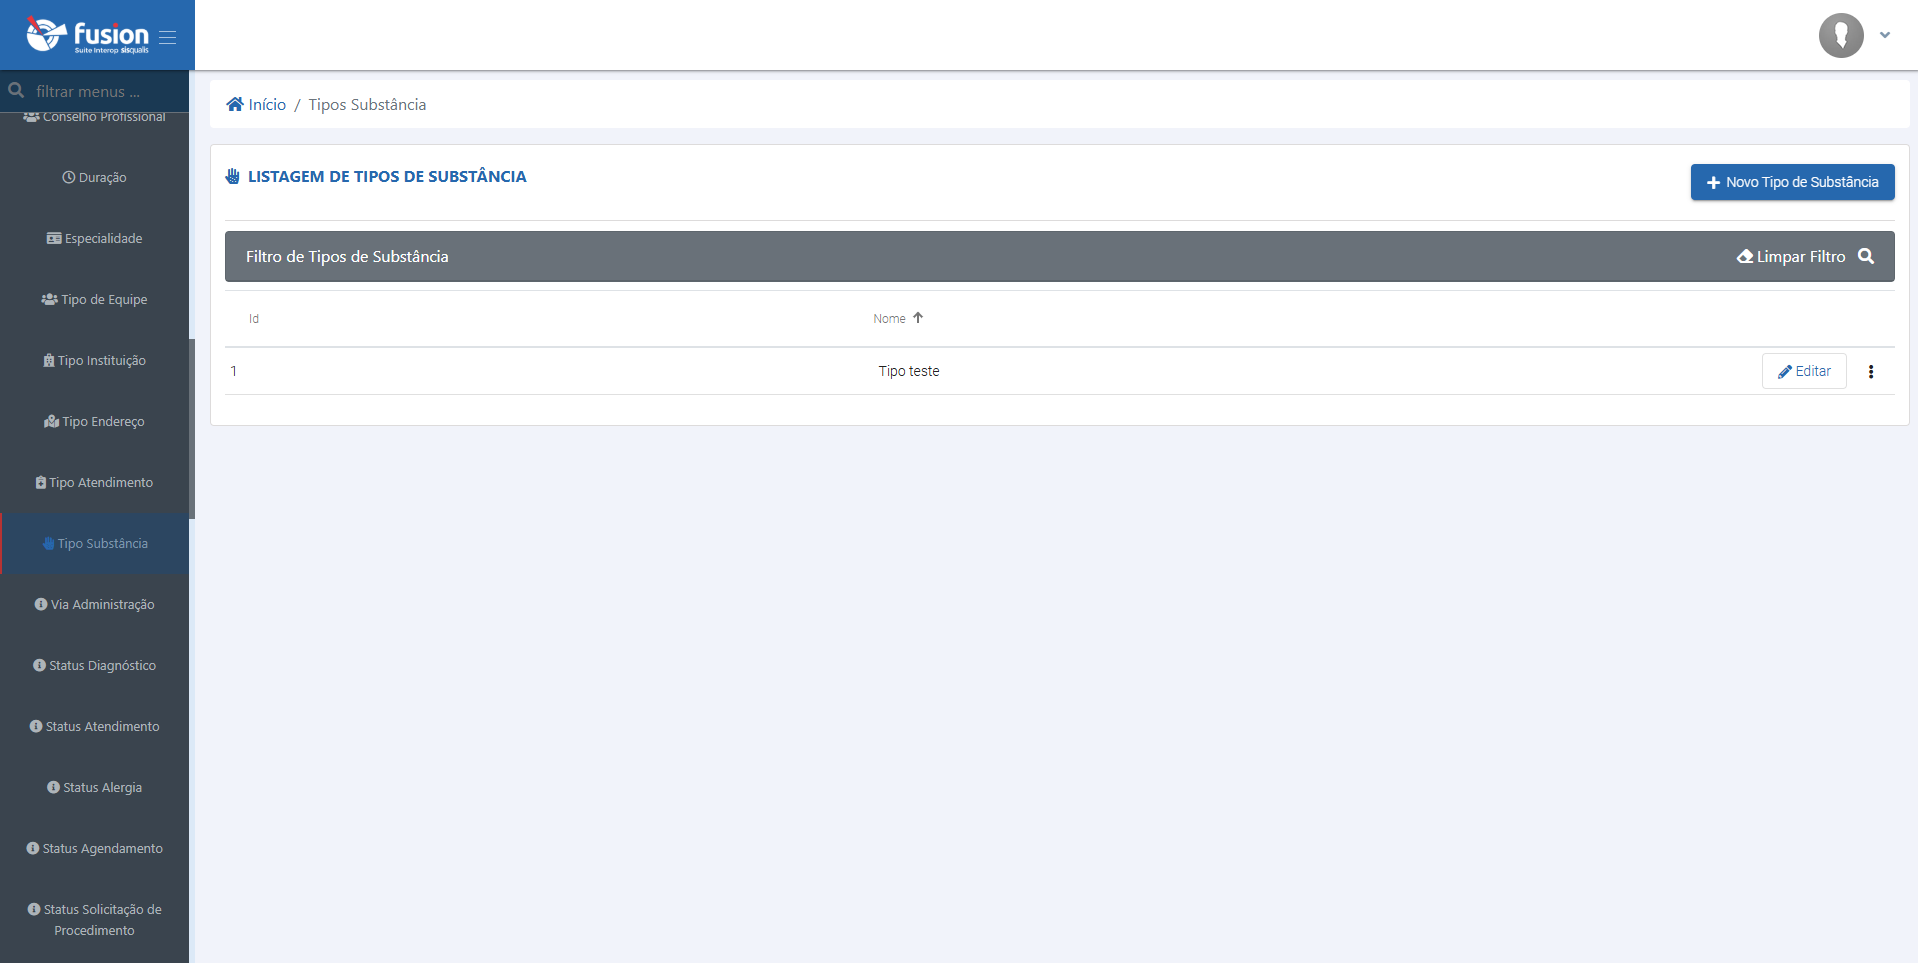 fusion
Suite Interop sisqualis
filtrar menus ...
Conselho Profissional
Duração
Especialidade
Tipo de Equipe
Tipo Instituição
Tipo Endereço
Tipo Atendimento
Tipo Substância
Via Administração
Status Diagnóstico
Status Atendimento
Status Alergia
Status Agendamento
Status Solicitação de
Procedimento
Início / Tipos Substância
LISTAGEM DE TIPOS DE SUBSTÂNCIA
Novo Tipo de Substância
Filtro de Tipos de Substância
Limpar Filtro
Id Nome
1 Tipo teste Editar